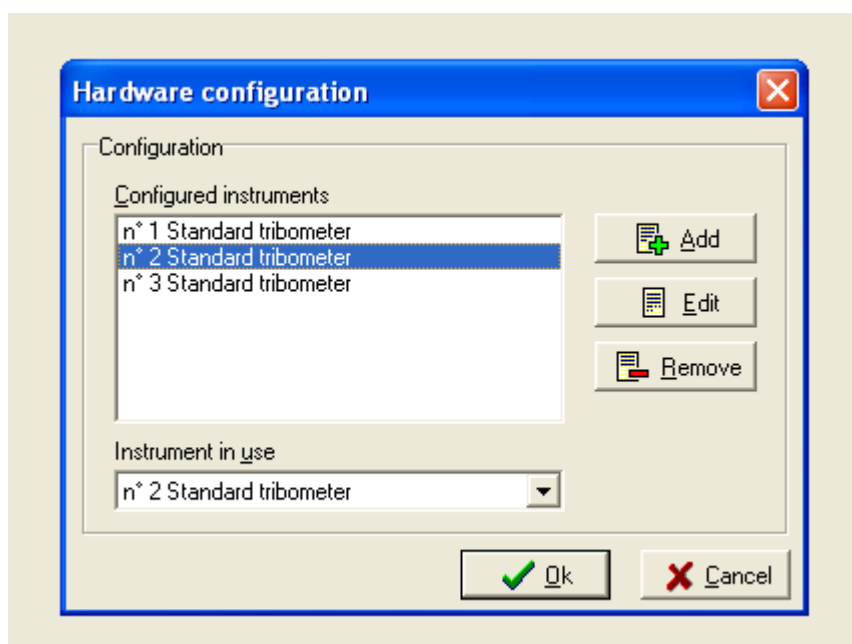 Hardware configuration
Configuration
Configured instruments
n° 1 Standard tribometer
n° 2 Standard tribometer
n° 3 Standard tribometer
Add
Edit
Remove
Instrument in use
n° 2 Standard tribometer
Ok
Cancel